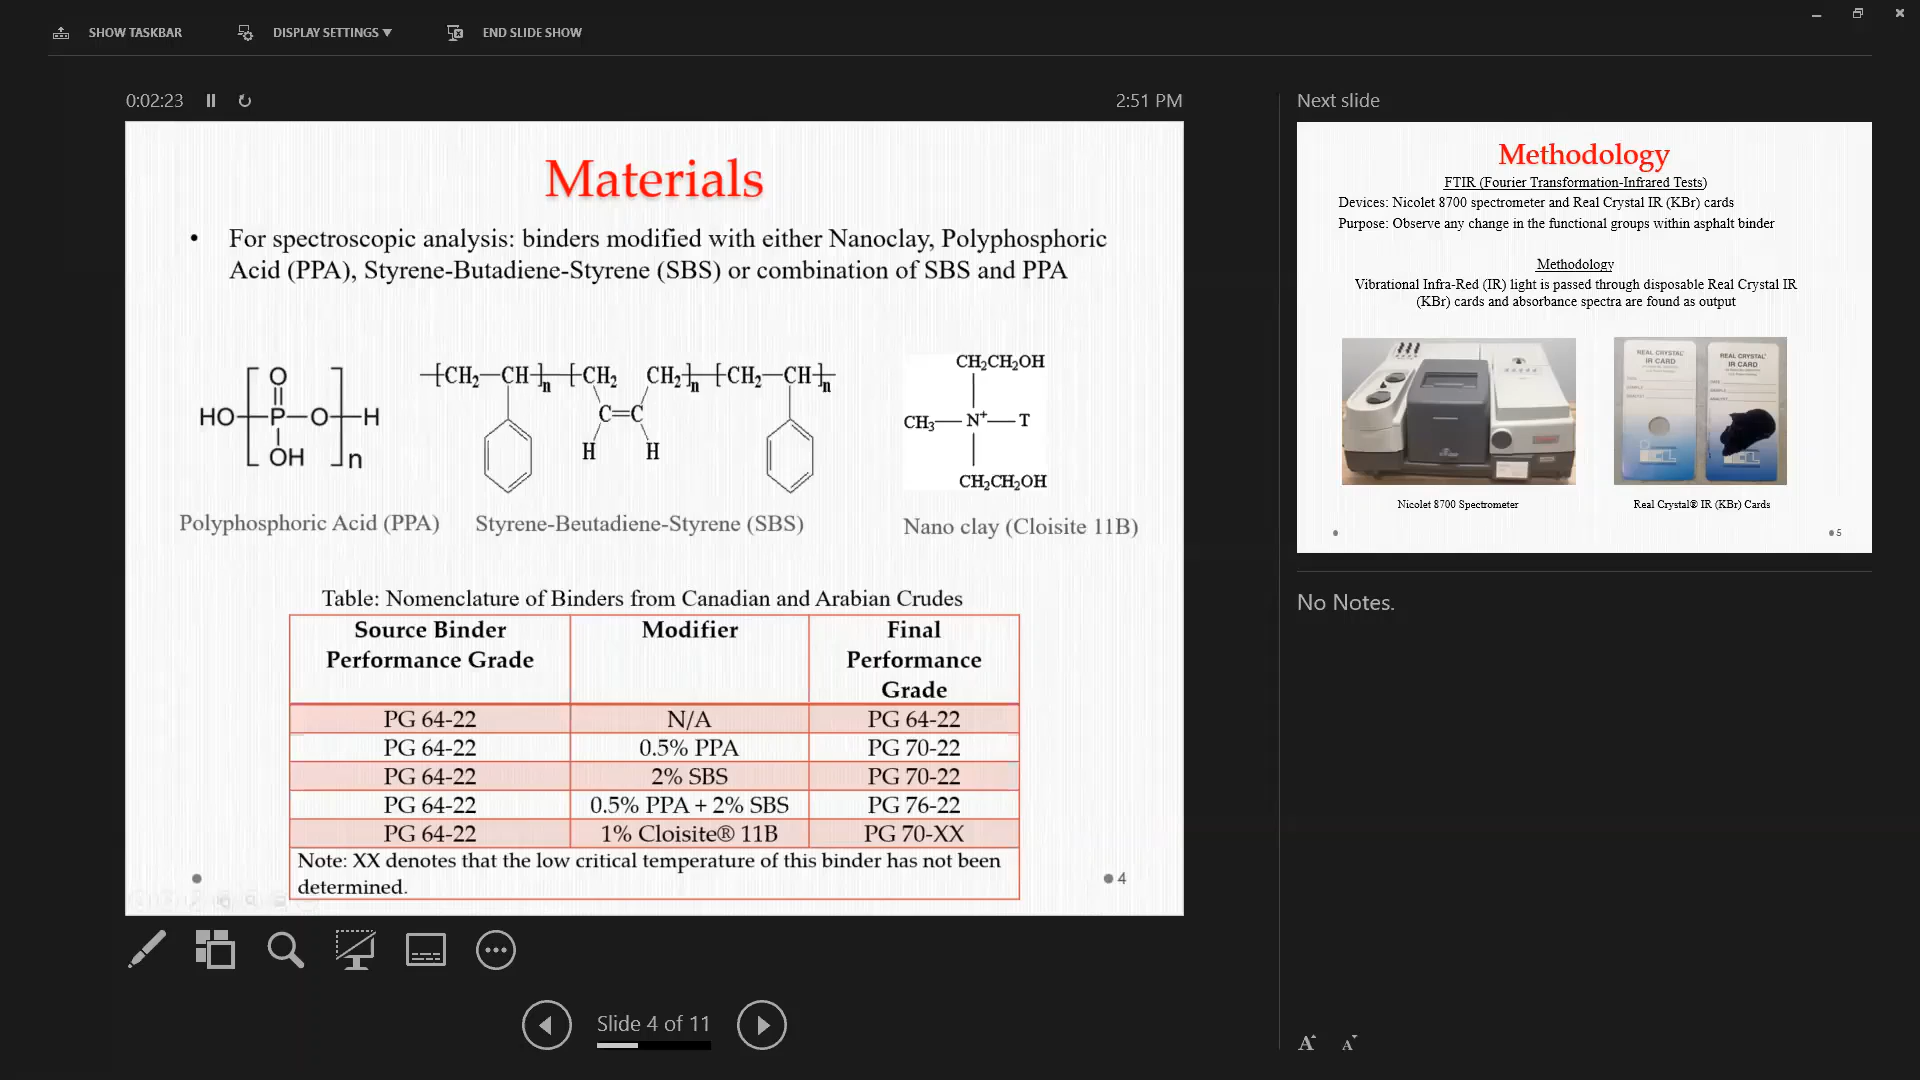 SHOW TASKBAR
DISPLAY SETTINGS ▼
END SLIDE SHOW
0:02:23
2:51 PM
Materials
• For spectroscopic analysis: binders modified with either Nanoclay, Polyphosphoric
Acid (PPA), Styrene-Butadiene-Styrene (SBS) or combination of SBS and PPA
HO
O
P
OH
O
H
n
[CH2—CH]n
[CH2
CH2]n
[CH2—CH]n
C=C
H
H
CH2CH2OH
CH3— N+— T
CH2CH2OH
Polyphosphoric Acid (PPA)
Styrene-Beutadiene-Styrene (SBS)
Nano clay (Cloisite 11B)
Table: Nomenclature of Binders from Canadian and Arabian Crudes
Source Binder
Performance Grade
Modifier
Final
Performance
Grade
PG 64-22 N/A PG 64-22
PG 64-22 0.5% PPA PG 70-22
PG 64-22 2% SBS PG 70-22
PG 64-22 0.5% PPA + 2% SBS PG 76-22
PG 64-22 1% Cloisite® 11B PG 70-XX
Note: XX denotes that the low critical temperature of this binder has not been
determined.
4
Slide 4 of 11
Next slide
Methodology
FTIR (Fourier Transformation-Infrared Tests)
Devices: Nicolet 8700 spectrometer and Real Crystal IR (KBr) cards
Purpose: Observe any change in the functional groups within asphalt binder
Methodology
Vibrational Infra-Red (IR) light is passed through disposable Real Crystal IR
(KBr) cards and absorbance spectra are found as output
REAL CRYSTAL
IR CARD
REAL CRYSTAL
IR CARD
Nicolet 8700 Spectrometer
Real Crystal® IR (KBr) Cards
5
No Notes.
A
A